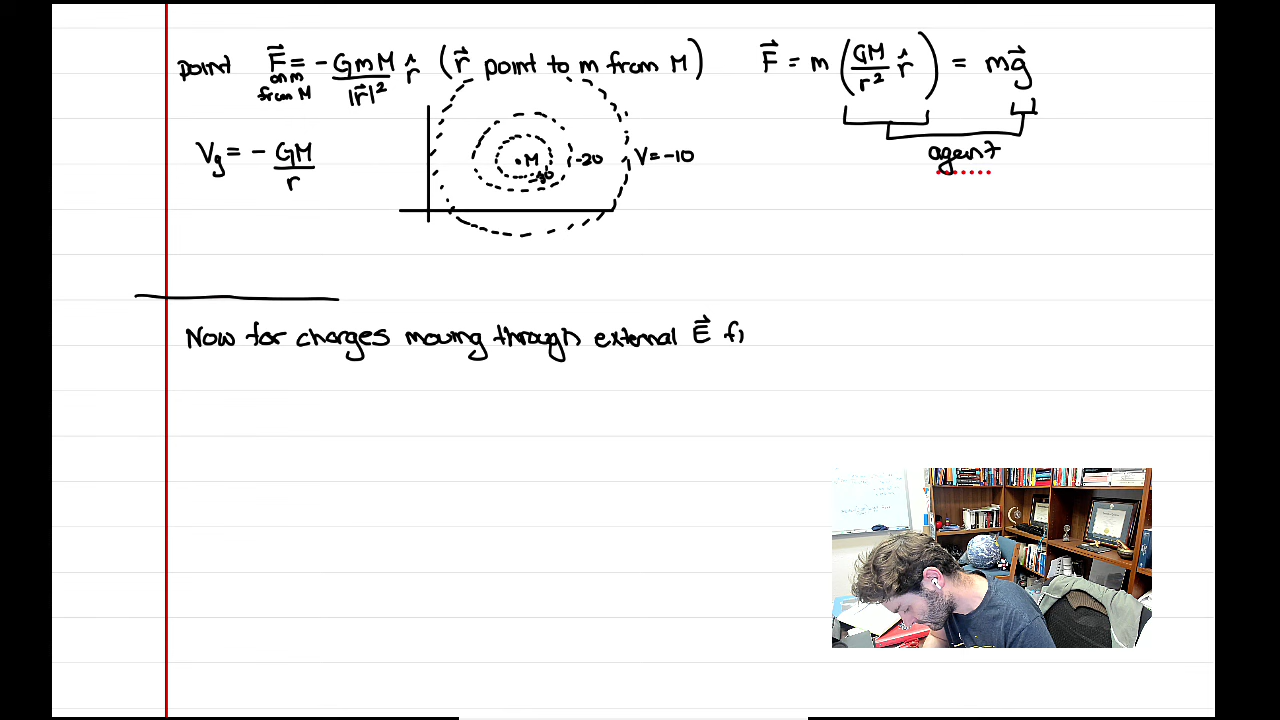 point F⃗ on m from M = - GmM/|r⃗|² r̂ (r⃗ point to m from M)
F⃗ = m (GM/r² r̂) = mg⃗
agent
Vg = - GM/r
M -20 V = -10
Now for charges moving through external E⃗